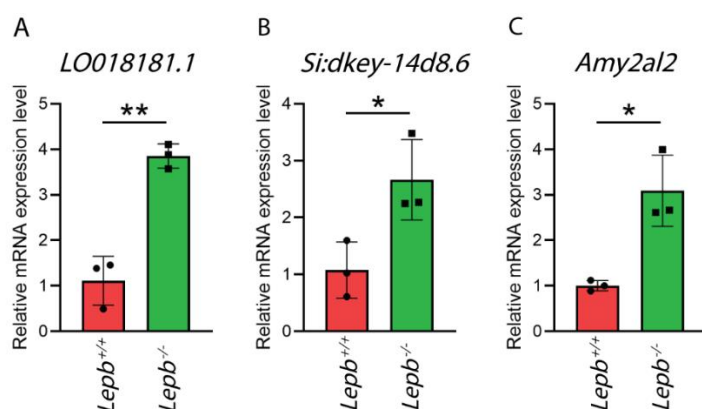 A
LO018181.1
Relative mRNA expression level
5
4
3
2
1
0
**
Lepb+/+
Lepb-/-
B
Si:dkey-14d8.6
Relative mRNA expression level
4
3
2
1
0
*
Lepb+/+
Lepb-/-
C
Amy2al2
Relative mRNA expression level
5
4
3
2
1
0
*
Lepb+/+
Lepb-/-